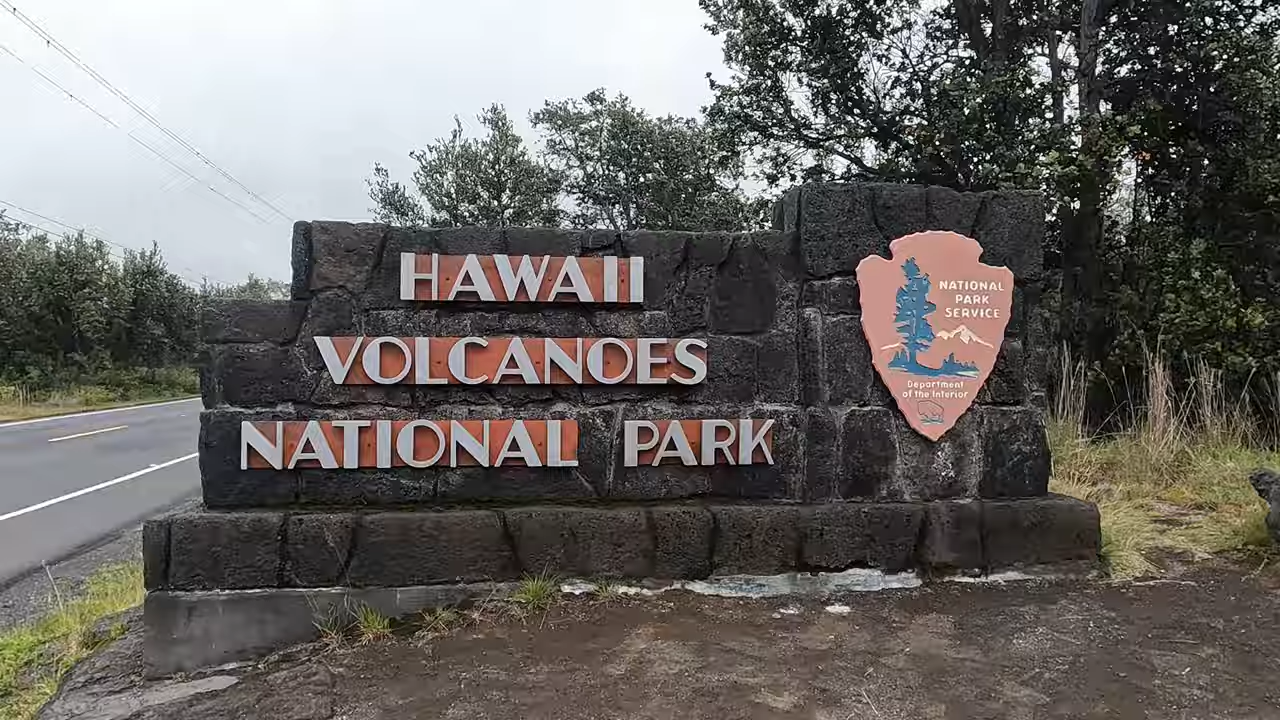 HAWAII
VOLCANOES
NATIONAL PARK
NATIONAL
PARK
SERVICE
Department
of the Interior